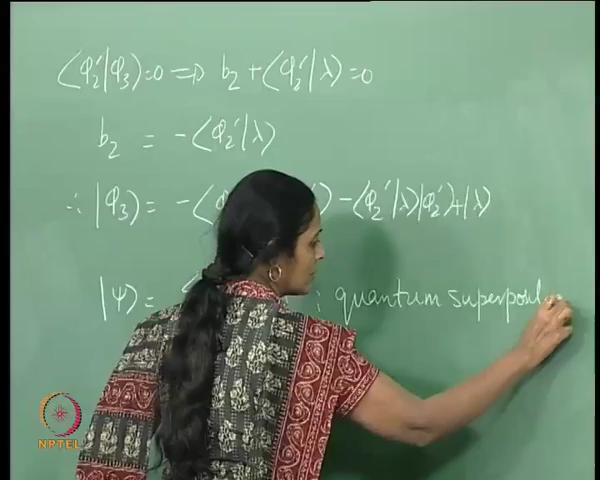 ⟨φ₂'|φ₃⟩=0 ⟹ b₂ + ⟨φ₂'|λ⟩=0
b₂ = -⟨φ₂'|λ⟩
∴ |φ₃⟩ = -⟨φ ⟩ - ⟨φ₂'|λ⟩|φ₂'⟩ + |λ⟩
|ψ⟩ = : quantum superposi
NPTEL